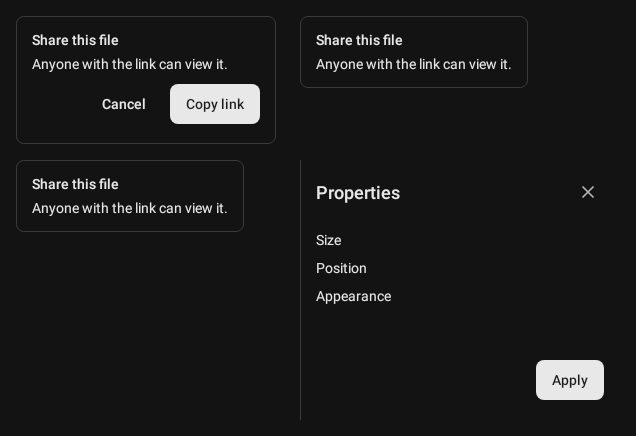 Share this file
Anyone with the link can view it.
Cancel
Copy link
Share this file
Anyone with the link can view it.
Share this file
Anyone with the link can view it.
Properties
Size
Position
Appearance
Apply